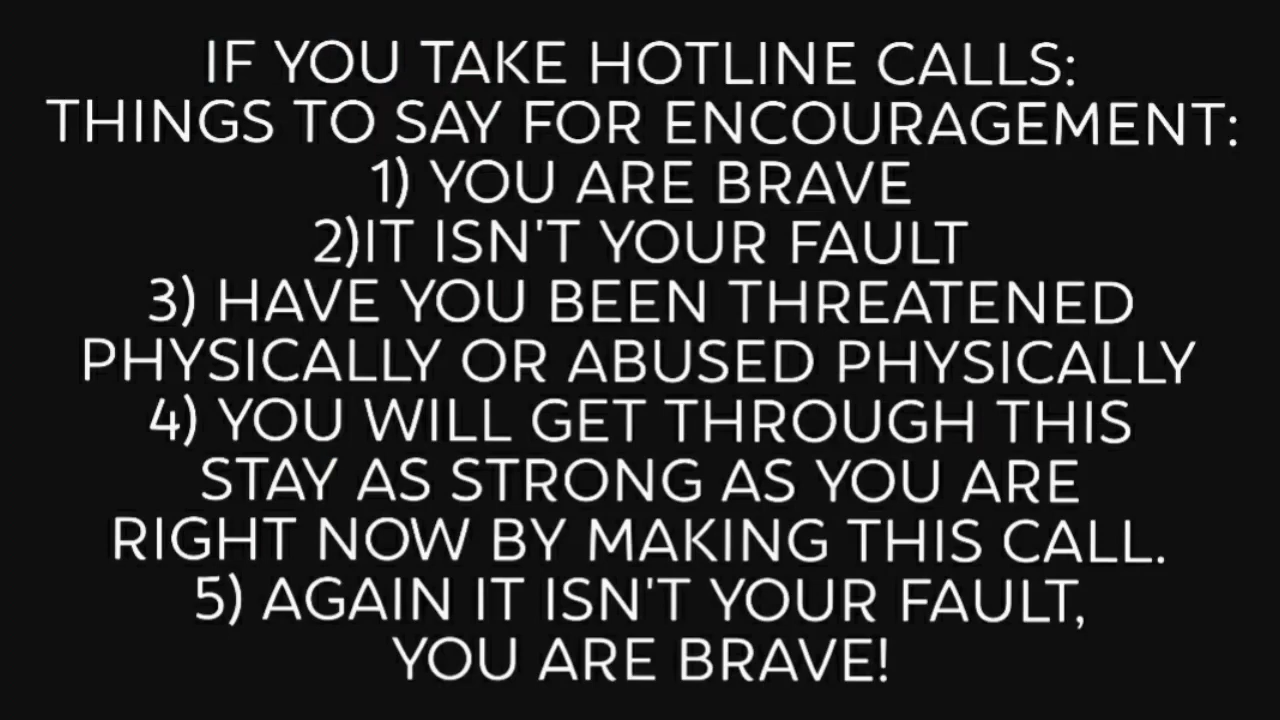 IF YOU TAKE HOTLINE CALLS:
THINGS TO SAY FOR ENCOURAGEMENT:
1) YOU ARE BRAVE
2)IT ISN'T YOUR FAULT
3) HAVE YOU BEEN THREATENED
PHYSICALLY OR ABUSED PHYSICALLY
4) YOU WILL GET THROUGH THIS
STAY AS STRONG AS YOU ARE
RIGHT NOW BY MAKING THIS CALL.
5) AGAIN IT ISN'T YOUR FAULT,
YOU ARE BRAVE!